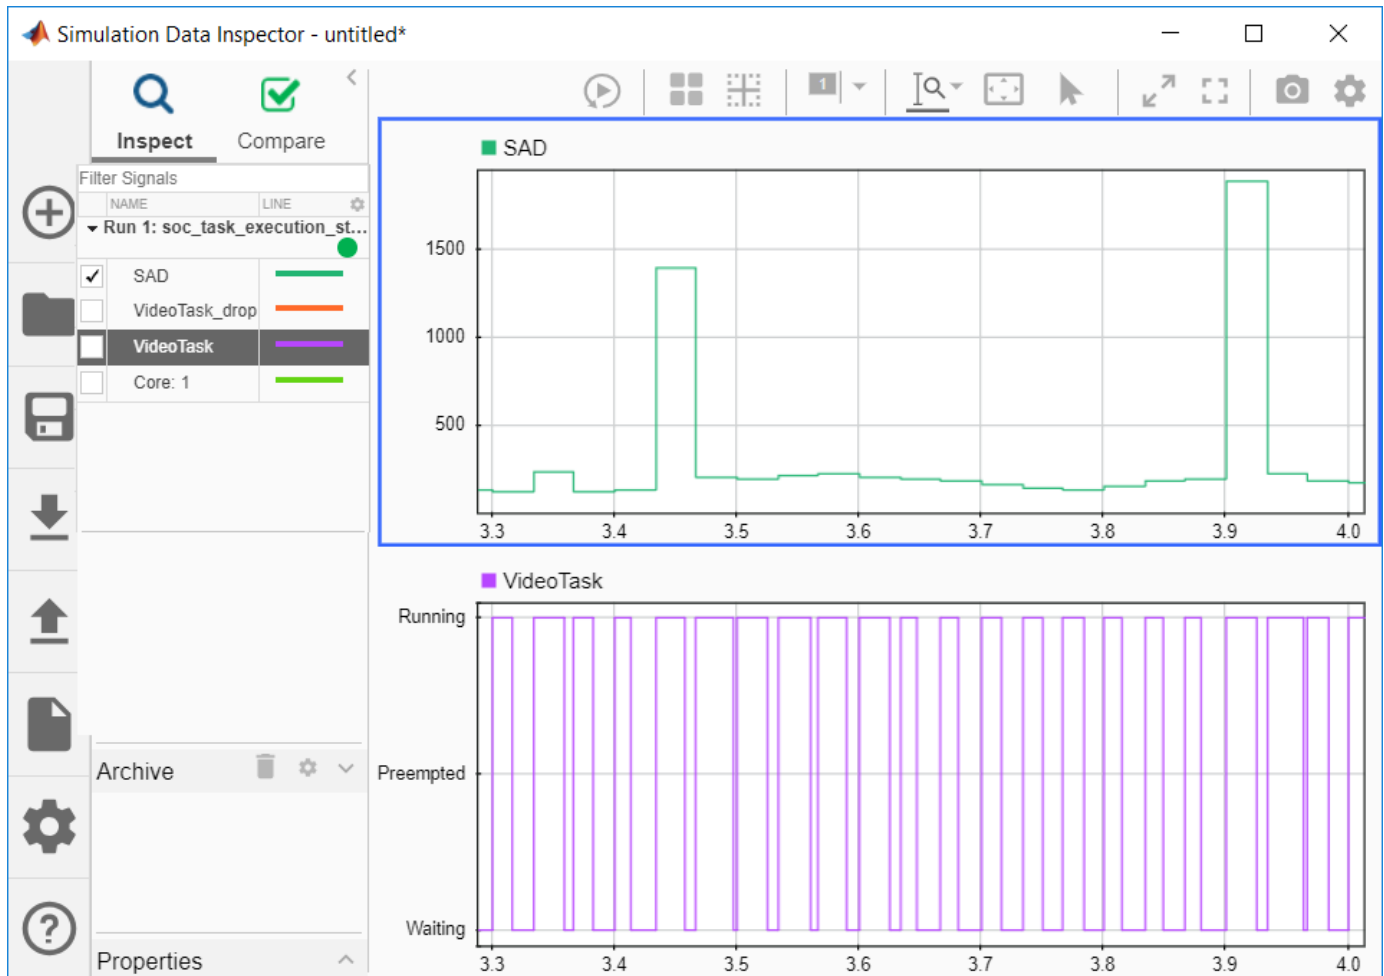 Simulation Data Inspector - untitled*
Inspect
Compare
Filter Signals
NAME
LINE
Run 1: soc_task_execution_st...
SAD
VideoTask_drop
VideoTask
Core: 1
Archive
Properties
1
SAD
1500
1000
500
3.3
3.4
3.5
3.6
3.7
3.8
3.9
4.0
VideoTask
Running
Preempted
Waiting
3.3
3.4
3.5
3.6
3.7
3.8
3.9
4.0